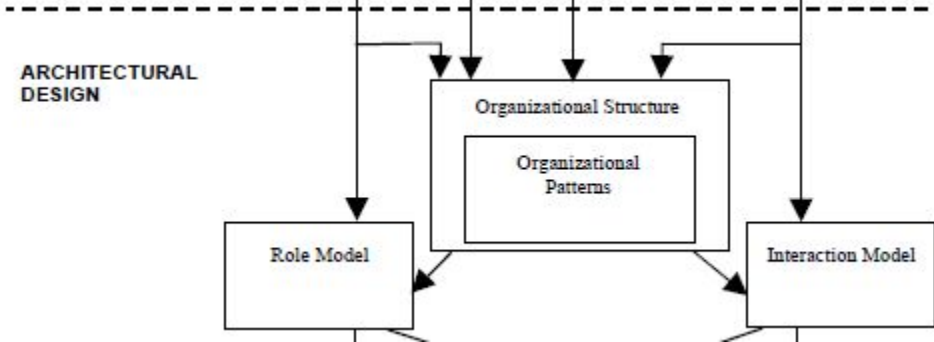 ARCHITECTURAL
DESIGN
Organizational Structure
Organizational
Patterns
Role Model
Interaction Model